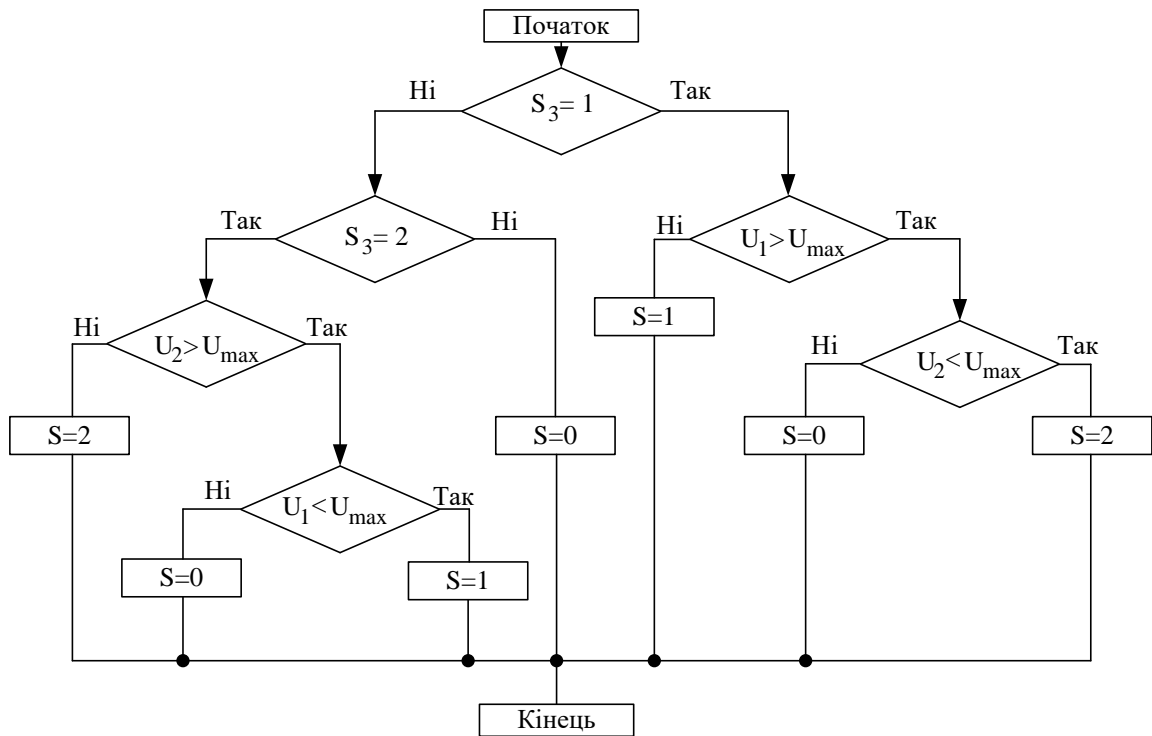 Початок
Ні
S3= 1
Так
Так
S3= 2
Ні
Ні
U1>Umax
Так
Ні
U2>Umax
Так
S=1
Ні
U2<Umax
Так
S=2
S=0
S=0
S=2
Ні
U1<Umax
Так
S=0
S=1
Кінець